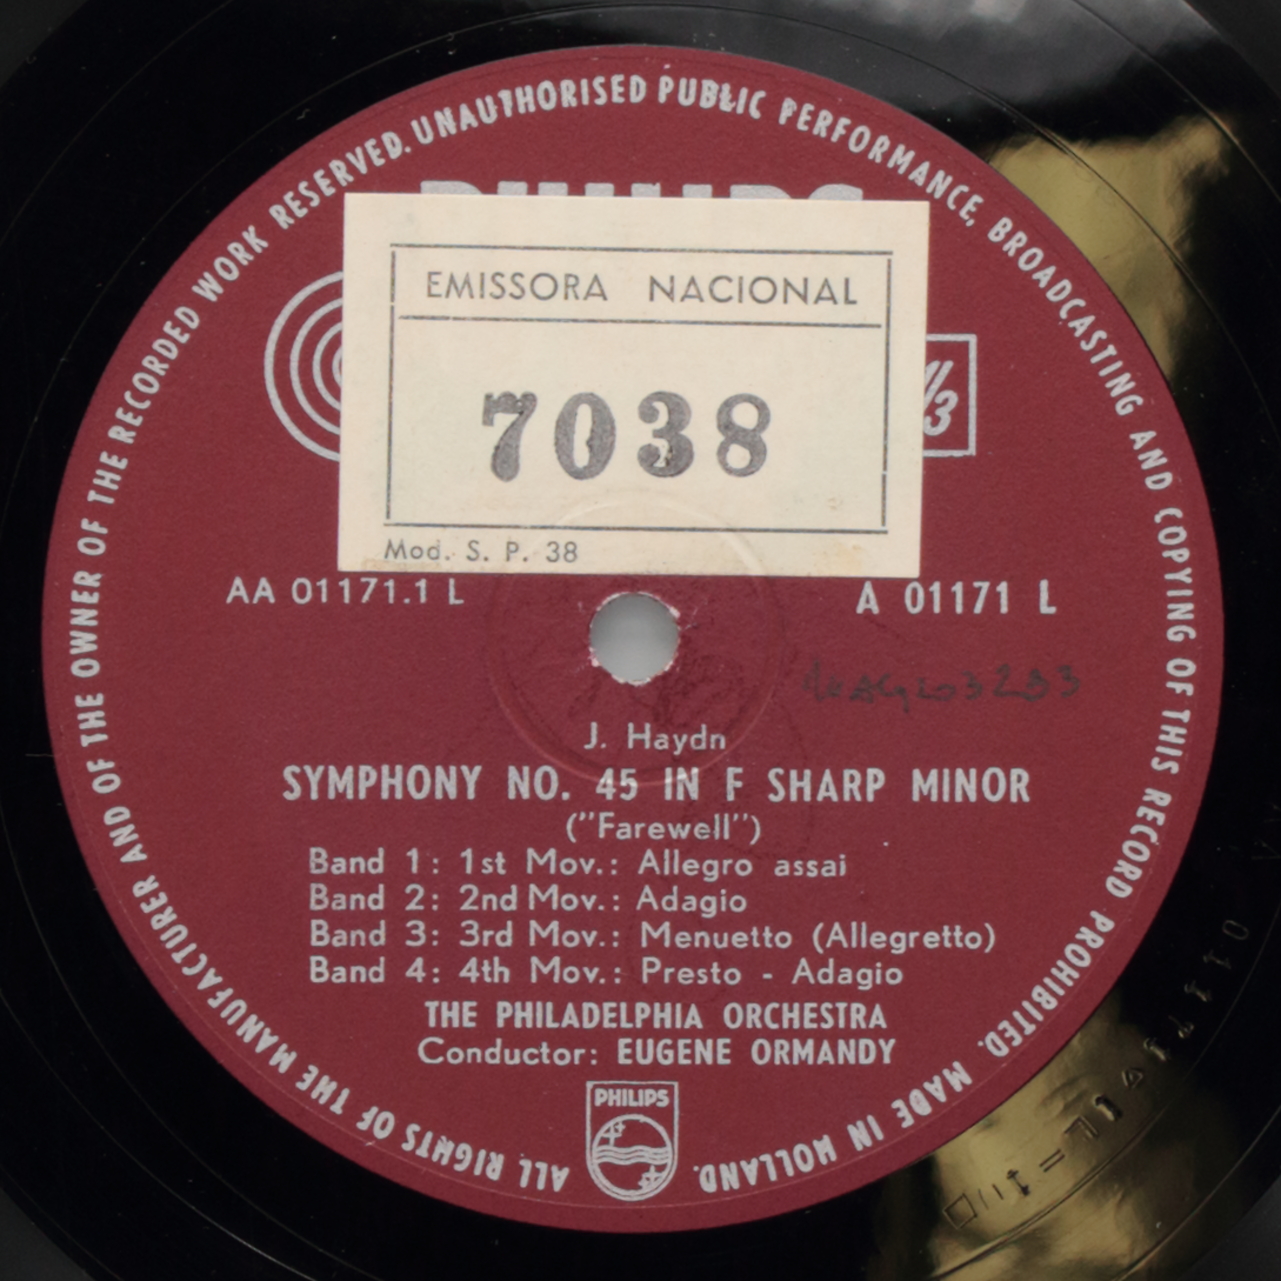 ALL RIGHTS OF THE MANUFACTURER AND OF THE OWNER OF THE RECORDED WORK RESERVED. UNAUTHORISED PUBLIC PERFORMANCE, BROADCASTING AND COPYING OF THIS RECORD PROHIBITED. MADE IN HOLLAND.
PHILIPS
EMISSORA NACIONAL
7038
Mod. S. P. 38
AA 01171.1 L
A 01171 L
J. Haydn
SYMPHONY NO. 45 IN F SHARP MINOR
("Farewell")
Band 1: 1st Mov.: Allegro assai
Band 2: 2nd Mov.: Adagio
Band 3: 3rd Mov.: Menuetto (Allegretto)
Band 4: 4th Mov.: Presto - Adagio
THE PHILADELPHIA ORCHESTRA
Conductor: EUGENE ORMANDY
PHILIPS